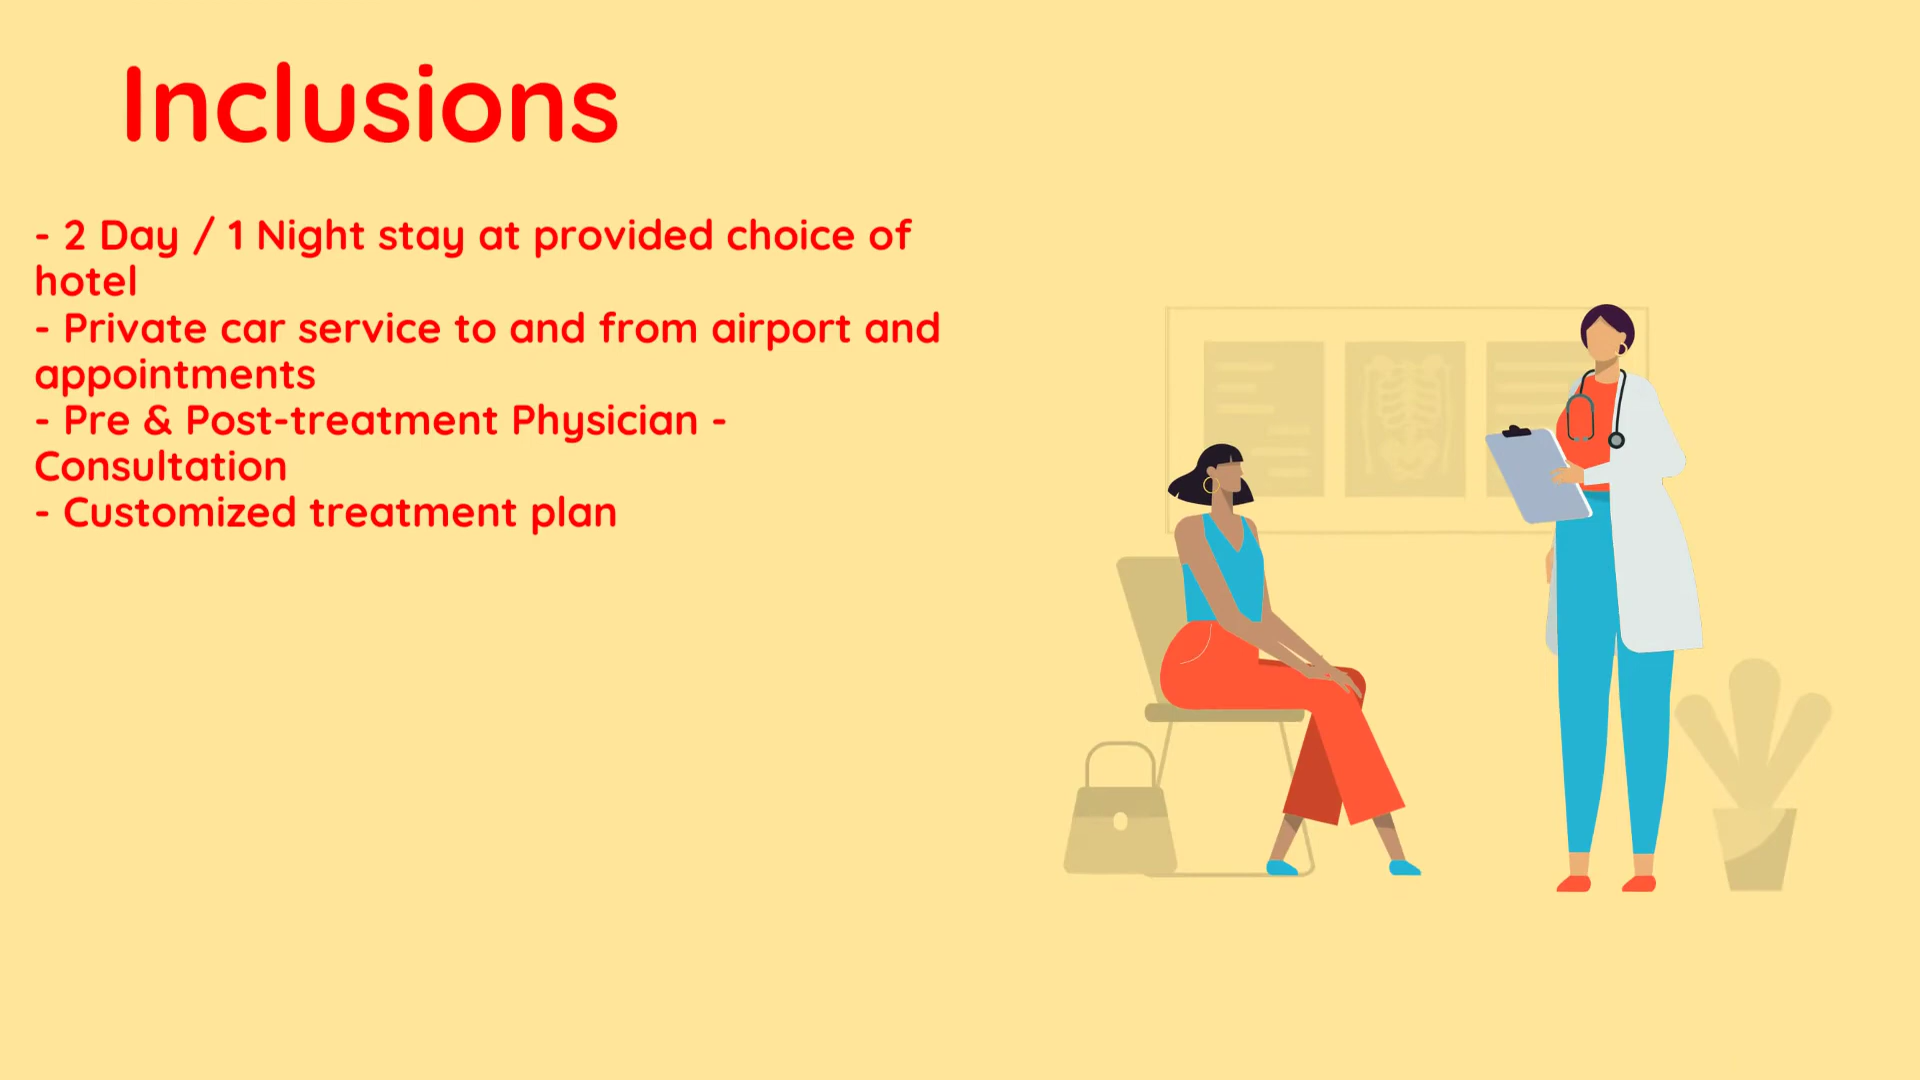 Inclusions
- 2 Day / 1 Night stay at provided choice of
hotel
- Private car service to and from airport and
appointments
- Pre & Post-treatment Physician -
Consultation
- Customized treatment plan